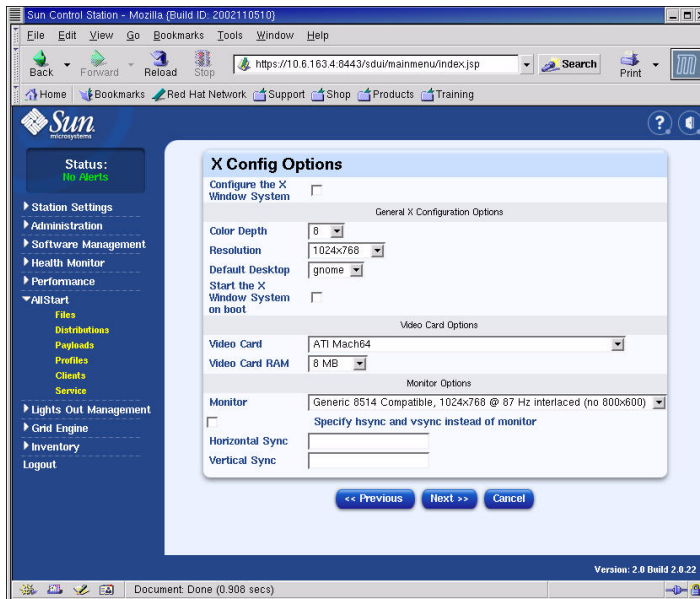 Sun Control Station - Mozilla {Build ID: 2002110510}
File Edit View Go Bookmarks Tools Window Help
Back Forward Reload Stop https://10.6.163.4:8443/sdui/mainmenu/index.jsp Search Print
Home Bookmarks Red Hat Network Support Shop Products Training
Sun
microsystems
Status:
No Alerts
Station Settings
Administration
Software Management
Health Monitor
Performance
AllStart
Files
Distributions
Payloads
Profiles
Clients
Service
Lights Out Management
Grid Engine
Inventory
Logout
X Config Options
Configure the X
Window System
General X Configuration Options
Color Depth 8
Resolution 1024x768
Default Desktop gnome
Start the X
Window System
on boot
Video Card Options
Video Card ATI Mach64
Video Card RAM 8 MB
Monitor Options
Monitor Generic 8514 Compatible, 1024x768 @ 87 Hz interlaced (no 800x600)
Specify hsync and vsync instead of monitor
Horizontal Sync
Vertical Sync
<< Previous Next >> Cancel
Version: 2.0 Build 2.0.22
Document: Done (0.908 secs)